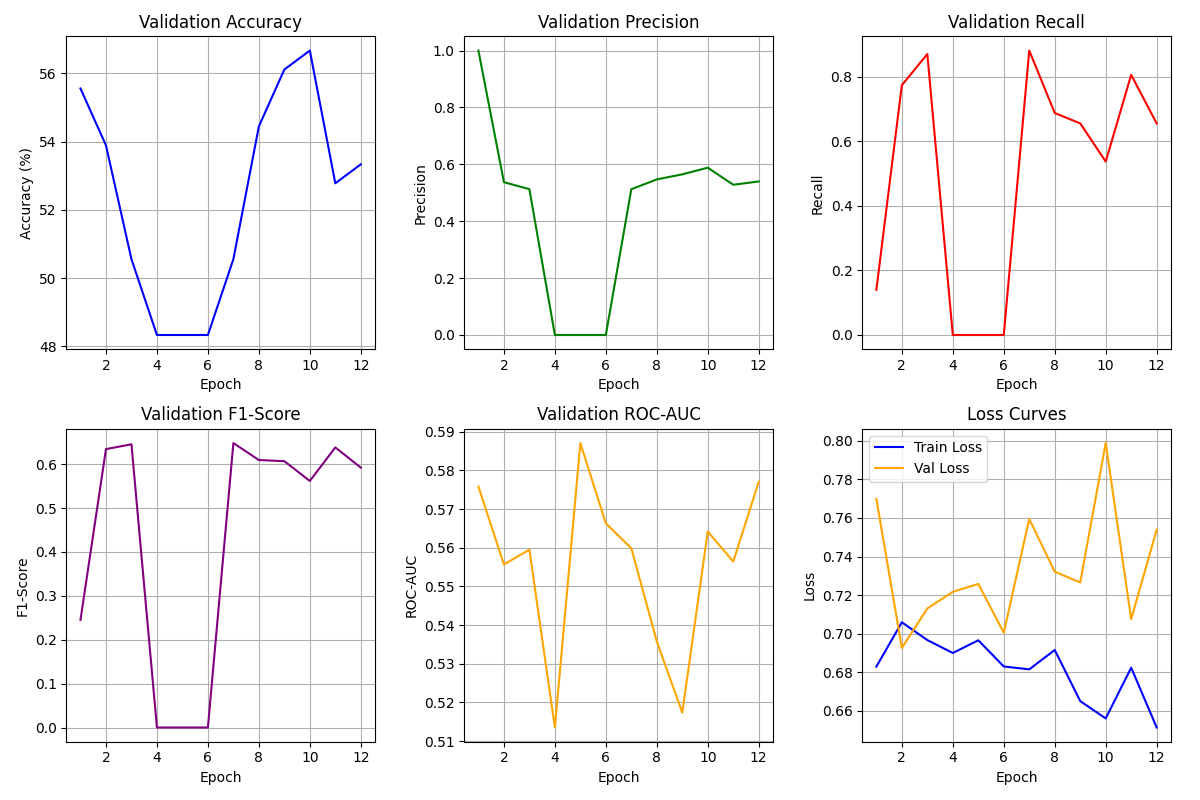 Validation Accuracy
Accuracy (%)
56
54
52
50
48
2 4 6 8 10 12
Epoch
Validation Precision
Precision
1.0
0.8
0.6
0.4
0.2
0.0
2 4 6 8 10 12
Epoch
Validation Recall
Recall
0.8
0.6
0.4
0.2
0.0
2 4 6 8 10 12
Epoch
Validation F1-Score
F1-Score
0.6
0.5
0.4
0.3
0.2
0.1
0.0
2 4 6 8 10 12
Epoch
Validation ROC-AUC
ROC-AUC
0.59
0.58
0.57
0.56
0.55
0.54
0.53
0.52
0.51
2 4 6 8 10 12
Epoch
Loss Curves
Loss
0.80
0.78
0.76
0.74
0.72
0.70
0.68
0.66
Train Loss
Val Loss
2 4 6 8 10 12
Epoch